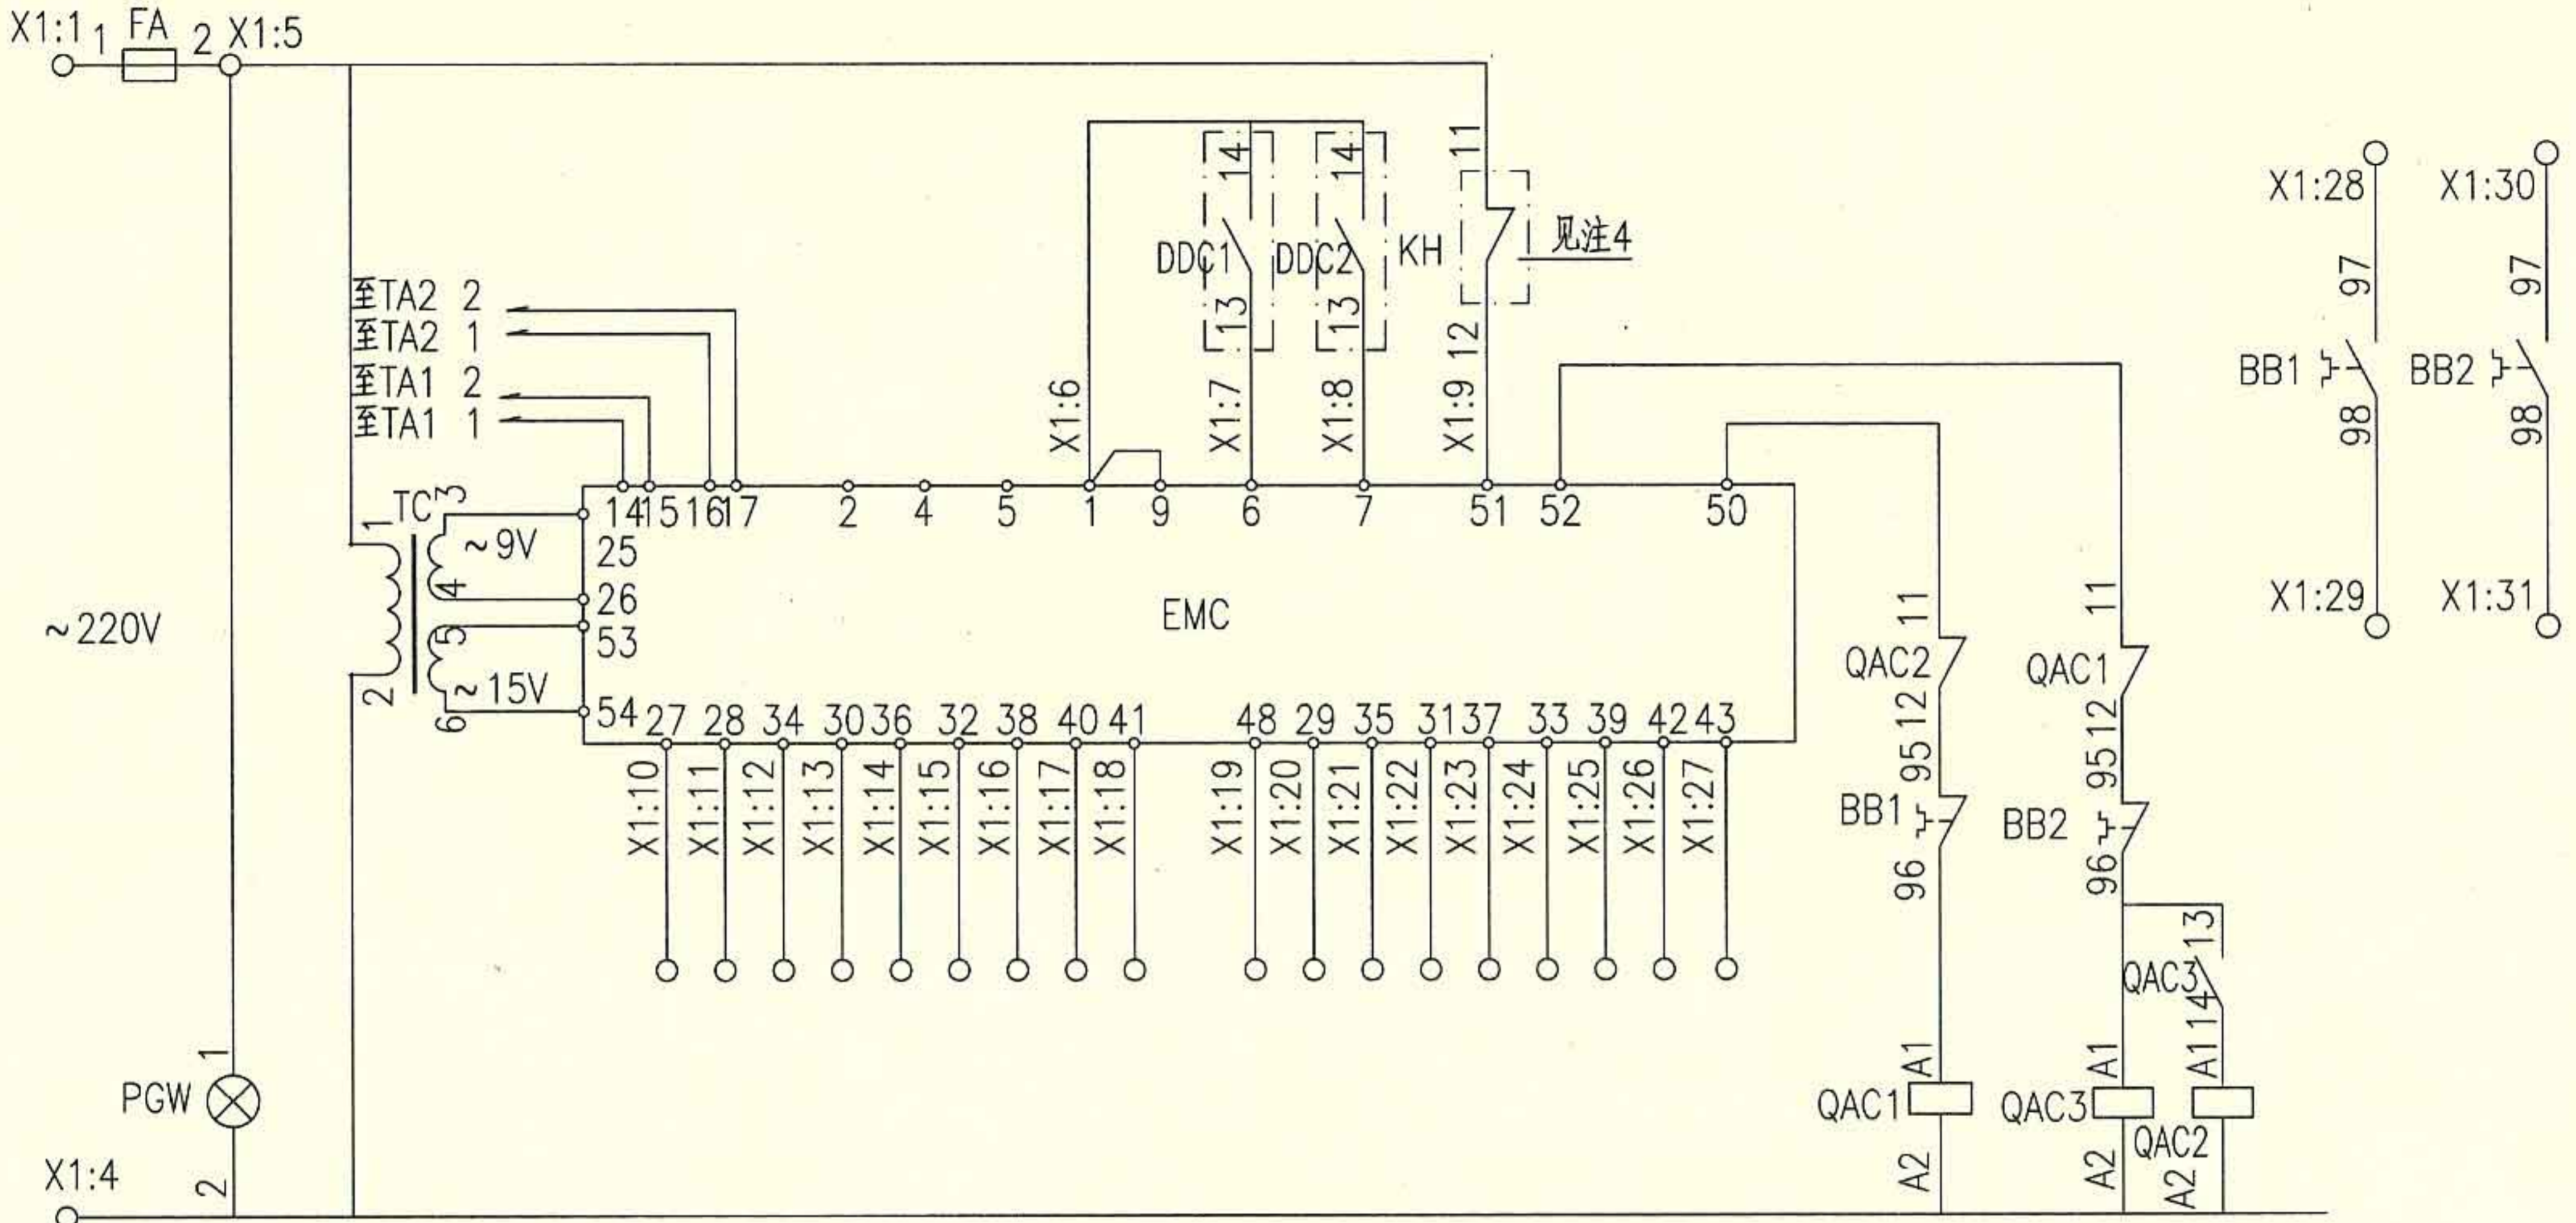 X1:1 1 FA 2 X1:5
11
14 14
DDC1 DDC2 KH 见注4
13 13 12
X1:28 X1:30
97 97
BB1 BB2
98 98
X1:29 X1:31
至TA2 2
至TA2 1
至TA1 2
至TA1 1
X1:6 X1:7 X1:8 X1:9
14 15 16 17 2 4 5 1 9 6 7 51 52 50
TC 3
1
~9V 25
4 26
~220V
EMC
5 53
2
~15V
6 54
27 28 34 30 36 32 38 40 41 48 29 35 31 37 33 39 42 43
X1:10 X1:11 X1:12 X1:13 X1:14 X1:15 X1:16 X1:17 X1:18 X1:19 X1:20 X1:21 X1:22 X1:23 X1:24 X1:25 X1:26 X1:27
11 11
QAC2 QAC1
12 12
95 95
BB1 BB2
96 96
13
QAC3
14
1
A1 A1 A1
PGW QAC1 QAC3
QAC2
2
A2 A2 A2
X1:4